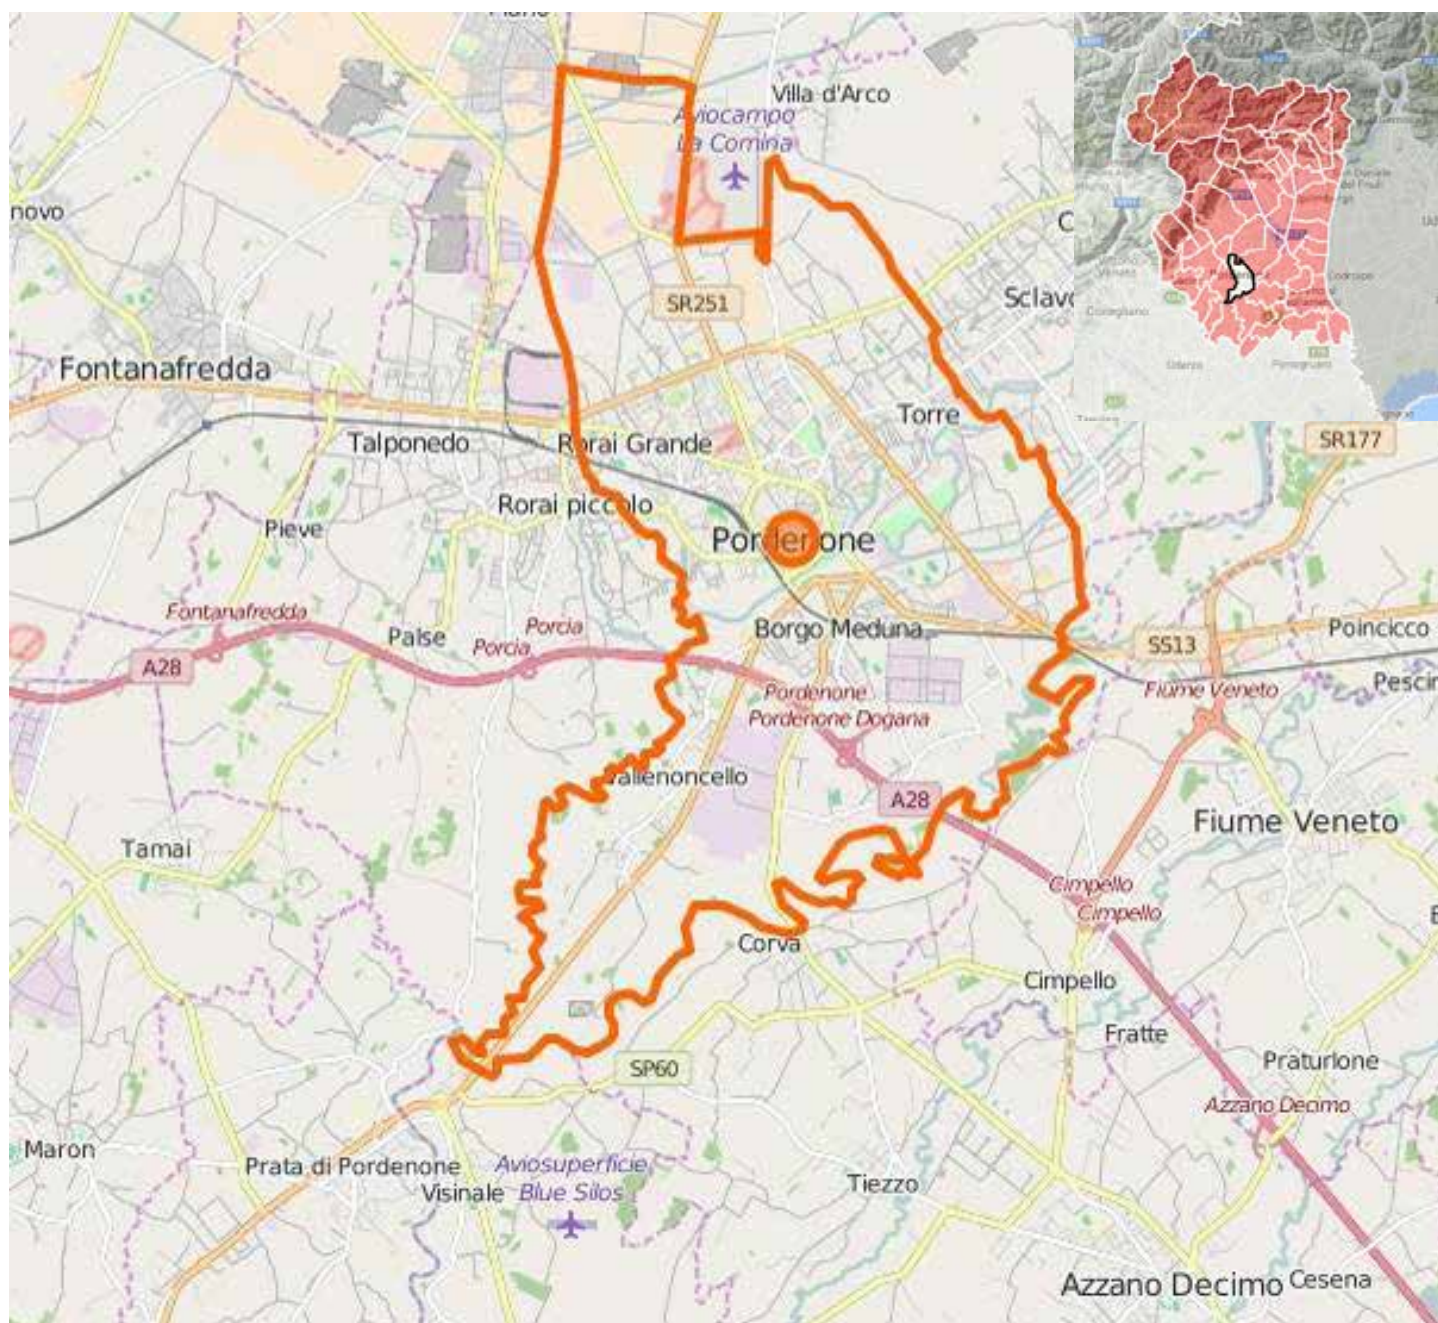 Villa d'Arco
Aviocampo
La Comina
novo
SR251
Fontanafredda
Torre
SR177
Talponedo
Rorai Grande
Rorai piccolo
Pieve
Pordenone
Fontanafredda
Porcia
Palse
Porcia
Borgo Meduna
Poincicco
SS13
A28
Pordenone
Fiume Veneto
Pordenone Dogana
Vallenoncello
A28
Fiume Veneto
Tamai
Cimpello
Cimpello
Corva
Cimpello
Fratte
Praturlone
SP60
Azzano Decimo
Maron
Prata di Pordenone
Aviosuperficie
Blue Silos
Visinale
Tiezzo
Azzano Decimo
Cesena